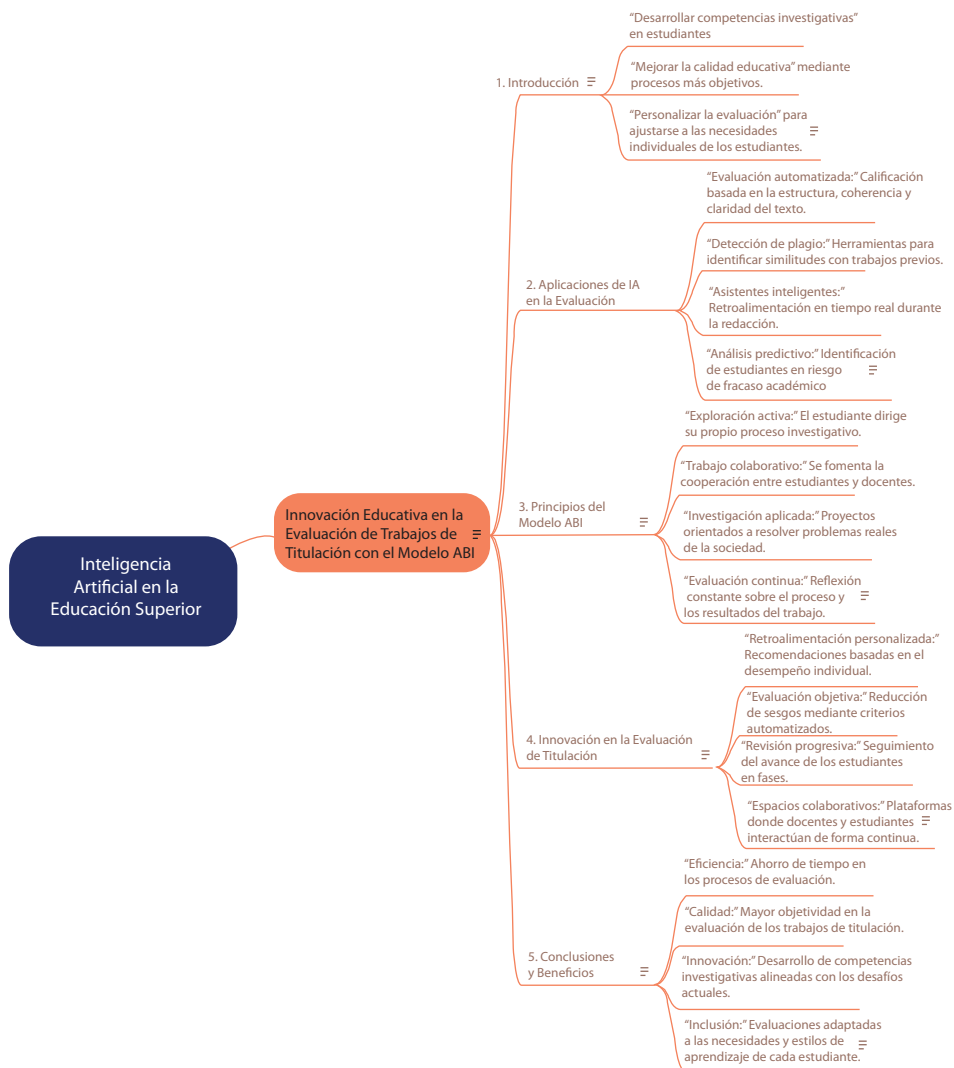 Inteligencia
Artificial en la
Educación Superior
Innovación Educativa en la
Evaluación de Trabajos de
Titulación con el Modelo ABI
1. Introducción
“Desarrollar competencias investigativas”
en estudiantes
“Mejorar la calidad educativa” mediante
procesos más objetivos.
“Personalizar la evaluación” para
ajustarse a las necesidades
individuales de los estudiantes.
2. Aplicaciones de IA
en la Evaluación
“Evaluación automatizada:” Calificación
basada en la estructura, coherencia y
claridad del texto.
“Detección de plagio:” Herramientas para
identificar similitudes con trabajos previos.
“Asistentes inteligentes:”
Retroalimentación en tiempo real durante
la redacción.
“Análisis predictivo:” Identificación
de estudiantes en riesgo
de fracaso académico
3. Principios del
Modelo ABI
“Exploración activa:” El estudiante dirige
su propio proceso investigativo.
“Trabajo colaborativo:” Se fomenta la
cooperación entre estudiantes y docentes.
“Investigación aplicada:” Proyectos
orientados a resolver problemas reales
de la sociedad.
“Evaluación continua:” Reflexión
constante sobre el proceso y
los resultados del trabajo.
4. Innovación en la Evaluación
de Titulación
“Retroalimentación personalizada:”
Recomendaciones basadas en el
desempeño individual.
“Evaluación objetiva:” Reducción
de sesgos mediante criterios
automatizados.
“Revisión progresiva:” Seguimiento
del avance de los estudiantes
en fases.
“Espacios colaborativos:” Plataformas
donde docentes y estudiantes
interactúan de forma continua.
5. Conclusiones
y Beneficios
“Eficiencia:” Ahorro de tiempo en
los procesos de evaluación.
“Calidad:” Mayor objetividad en la
evaluación de los trabajos de titulación.
“Innovación:” Desarrollo de competencias
investigativas alineadas con los desafíos
actuales.
“Inclusión:” Evaluaciones adaptadas
a las necesidades y estilos de
aprendizaje de cada estudiante.